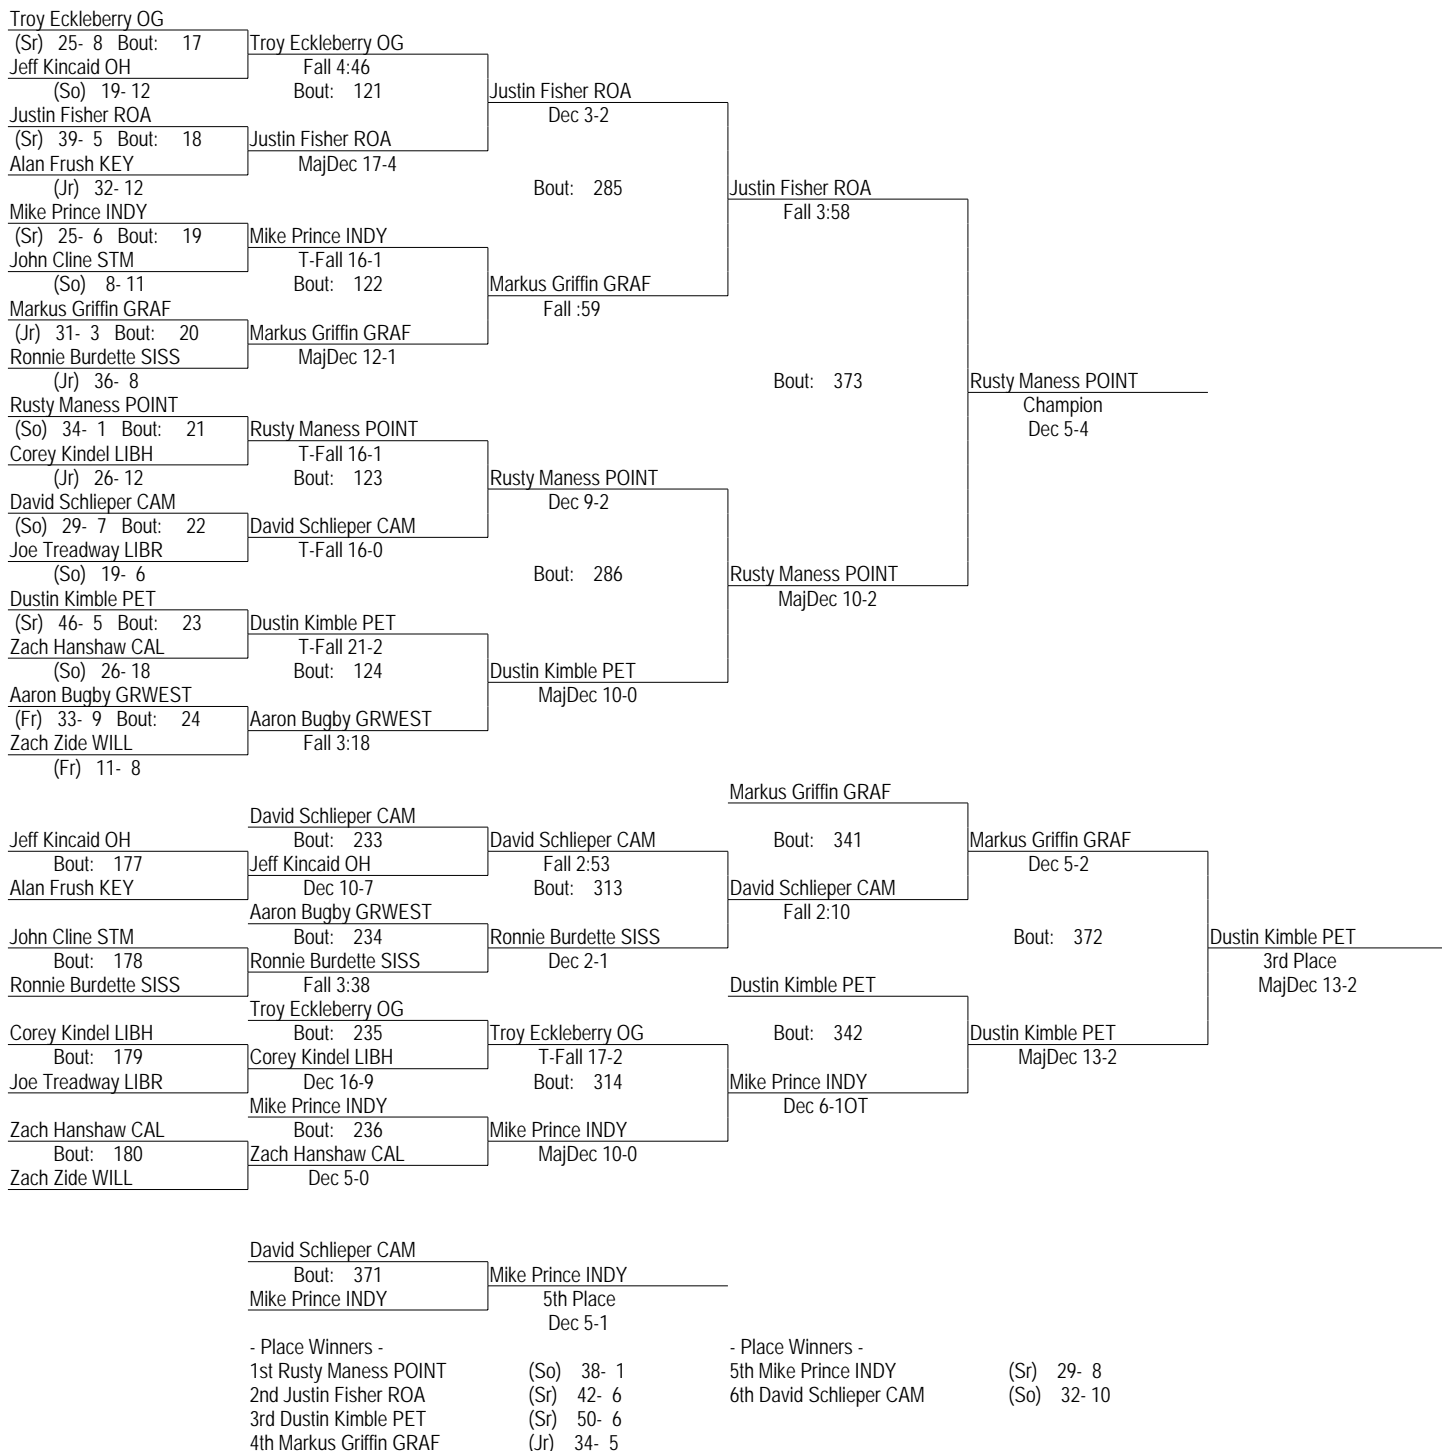 Troy Eckleberry OG
(Sr) 25- 8 Bout: 17 Troy Eckleberry OG
Jeff Kincaid OH Fall 4:46
(So) 19- 12 Bout: 121 Justin Fisher ROA
Justin Fisher ROA Dec 3-2
(Sr) 39- 5 Bout: 18 Justin Fisher ROA
Alan Frush KEY MajDec 17-4
(Jr) 32- 12 Bout: 285 Justin Fisher ROA
Mike Prince INDY Fall 3:58
(Sr) 25- 6 Bout: 19 Mike Prince INDY
John Cline STM T-Fall 16-1
(So) 8- 11 Bout: 122 Markus Griffin GRAF
Markus Griffin GRAF Fall :59
(Jr) 31- 3 Bout: 20 Markus Griffin GRAF
Ronnie Burdette SISS MajDec 12-1
(Jr) 36- 8 Bout: 373 Rusty Maness POINT
Rusty Maness POINT Champion
(So) 34- 1 Bout: 21 Rusty Maness POINT Dec 5-4
Corey Kindel LIBH T-Fall 16-1
(Jr) 26- 12 Bout: 123 Rusty Maness POINT
David Schlieper CAM Dec 9-2
(So) 29- 7 Bout: 22 David Schlieper CAM
Joe Treadway LIBR T-Fall 16-0
(So) 19- 6 Bout: 286 Rusty Maness POINT
Dustin Kimble PET MajDec 10-2
(Sr) 46- 5 Bout: 23 Dustin Kimble PET
Zach Hanshaw CAL T-Fall 21-2
(So) 26- 18 Bout: 124 Dustin Kimble PET
Aaron Bugby GRWEST MajDec 10-0
(Fr) 33- 9 Bout: 24 Aaron Bugby GRWEST
Zach Zide WILL Fall 3:18
(Fr) 11- 8
Markus Griffin GRAF
David Schlieper CAM
Jeff Kincaid OH Bout: 233 David Schlieper CAM Bout: 341 Markus Griffin GRAF
Bout: 177 Jeff Kincaid OH Fall 2:53 Dec 5-2
Alan Frush KEY Dec 10-7 Bout: 313 David Schlieper CAM
Aaron Bugby GRWEST Fall 2:10
John Cline STM Bout: 234 Ronnie Burdette SISS Bout: 372 Dustin Kimble PET
Bout: 178 Ronnie Burdette SISS Dec 2-1 3rd Place
Ronnie Burdette SISS Fall 3:38 Dustin Kimble PET MajDec 13-2
Troy Eckleberry OG
Corey Kindel LIBH Bout: 235 Troy Eckleberry OG Bout: 342 Dustin Kimble PET
Bout: 179 Corey Kindel LIBH T-Fall 17-2 MajDec 13-2
Joe Treadway LIBR Dec 16-9 Bout: 314 Mike Prince INDY
Mike Prince INDY Dec 6-1OT
Zach Hanshaw CAL Bout: 236 Mike Prince INDY
Bout: 180 Zach Hanshaw CAL MajDec 10-0
Zach Zide WILL Dec 5-0
David Schlieper CAM
Bout: 371 Mike Prince INDY
Mike Prince INDY 5th Place
Dec 5-1
- Place Winners - - Place Winners -
1st Rusty Maness POINT (So) 38- 1 5th Mike Prince INDY (Sr) 29- 8
2nd Justin Fisher ROA (Sr) 42- 6 6th David Schlieper CAM (So) 32- 10
3rd Dustin Kimble PET (Sr) 50- 6
4th Markus Griffin GRAF (Jr) 34- 5